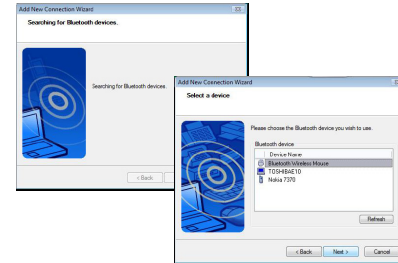 Add New Connection Wizard
Searching for Bluetooth devices.
Searching for Bluetooth devices.
< Back
Add New Connection Wizard
Select a device
Please choose the Bluetooth device you wish to use.
Bluetooth device
Device Name
Bluetooth Wireless Mouse
TOSHIBAE10
Nokia 7370
Refresh
< Back
Next >
Cancel